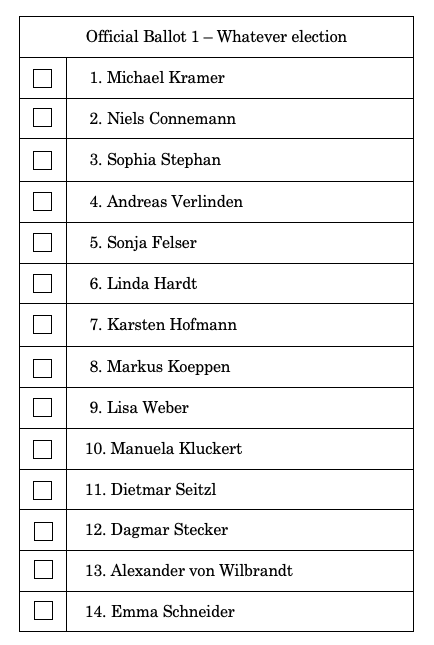 Official Ballot 1 – Whatever election
1. Michael Kramer
2. Niels Connemann
3. Sophia Stephan
4. Andreas Verlinden
5. Sonja Felser
6. Linda Hardt
7. Karsten Hofmann
8. Markus Koeppen
9. Lisa Weber
10. Manuela Kluckert
11. Dietmar Seitzl
12. Dagmar Stecker
13. Alexander von Wilbrandt
14. Emma Schneider